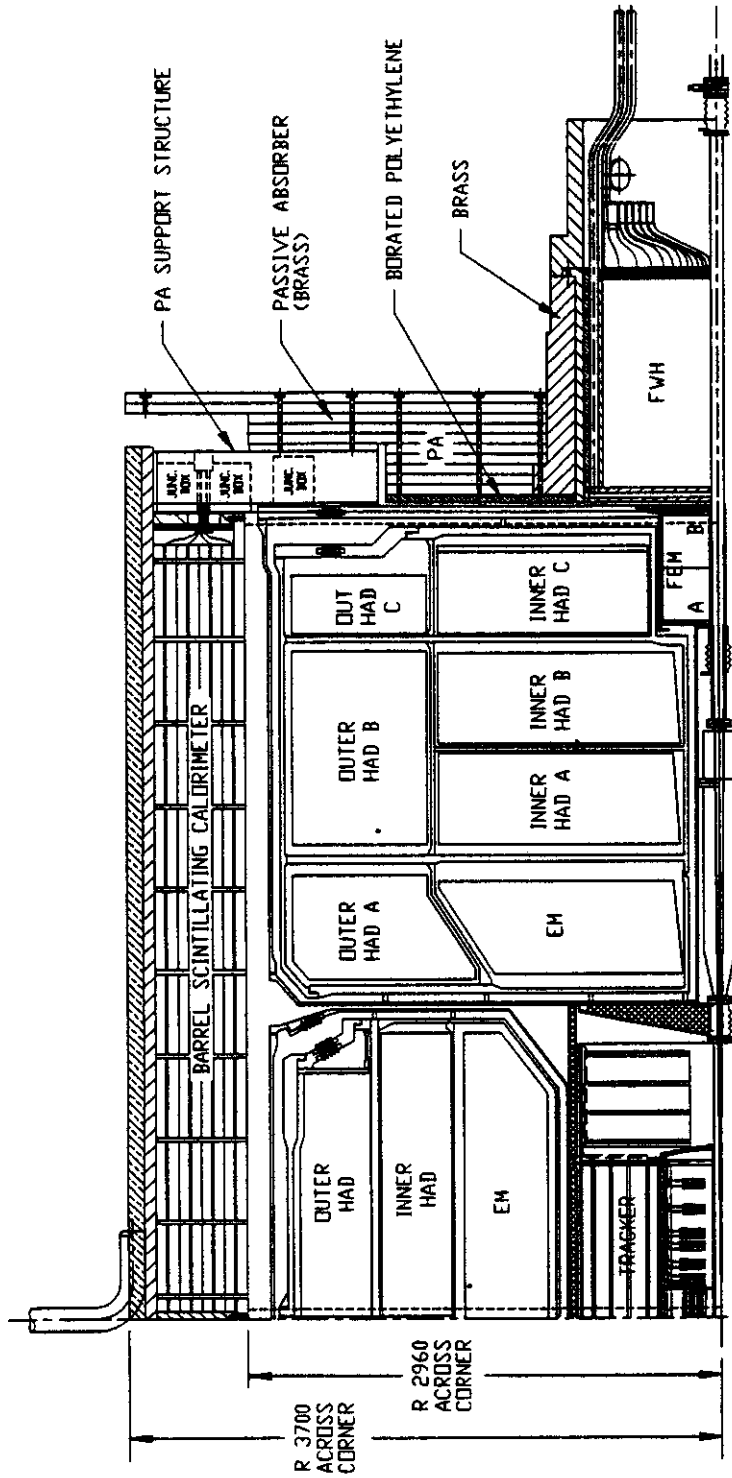 PA SUPPORT STRUCTURE
PASSIVE ABSORBER
(BRASS)
BORATED POLYETHYLENE
BRASS
JUNC.
BOX
JUNC.
BOX
JUNC.
BOX
PA
FWH
BARREL SCINTILLATING CALORIMETER
OUT
HAD
C
INNER
HAD C
FEM
A
B
OUTER
HAD B
INNER
HAD B
INNER
HAD A
OUTER
HAD A
EM
OUTER
HAD
INNER
HAD
EM
TRACKER
R 3700
ACROSS
CORNER
R 2960
ACROSS
CORNER